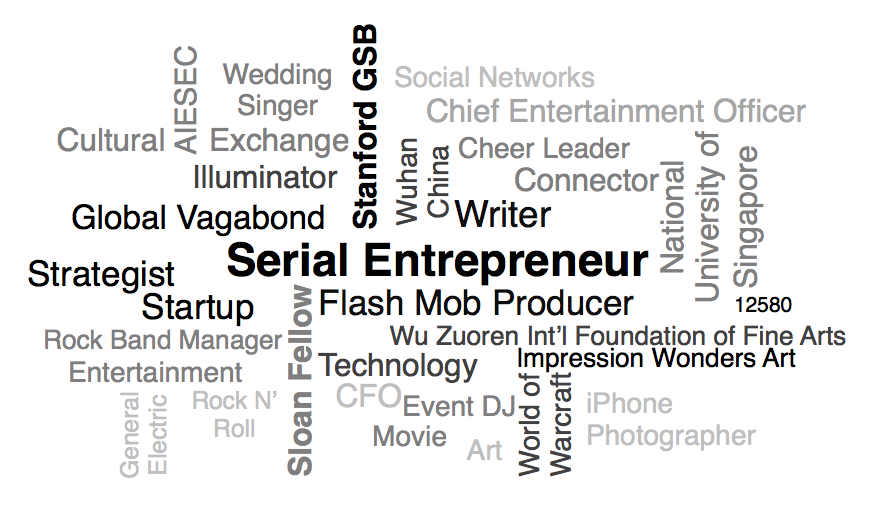 Stanford GSB
AIESEC
Wedding
Singer
Social Networks
Chief Entertainment Officer
Cultural
Exchange
Wuhan
China
Cheer Leader
National
University of
Singapore
Illuminator
Connector
Global Vagabond
Writer
Serial Entrepreneur
Strategist
Startup
Sloan Fellow
Flash Mob Producer
12580
Rock Band Manager
Wu Zuoren Int'l Foundation of Fine Arts
Entertainment
Technology
Impression Wonders Art
General
Electric
Rock N’
Roll
CFO
Event DJ
World of
Warcraft
iPhone
Photographer
Movie
Art